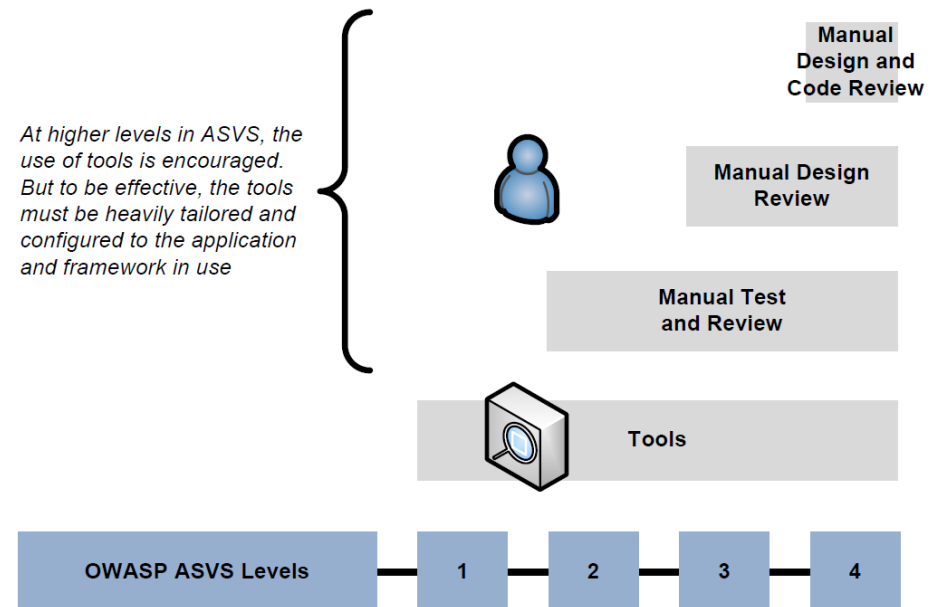 Manual
Design and
Code Review
At higher levels in ASVS, the
use of tools is encouraged.
But to be effective, the tools
must be heavily tailored and
configured to the application
and framework in use
Manual Design
Review
Manual Test
and Review
Tools
OWASP ASVS Levels
1
2
3
4